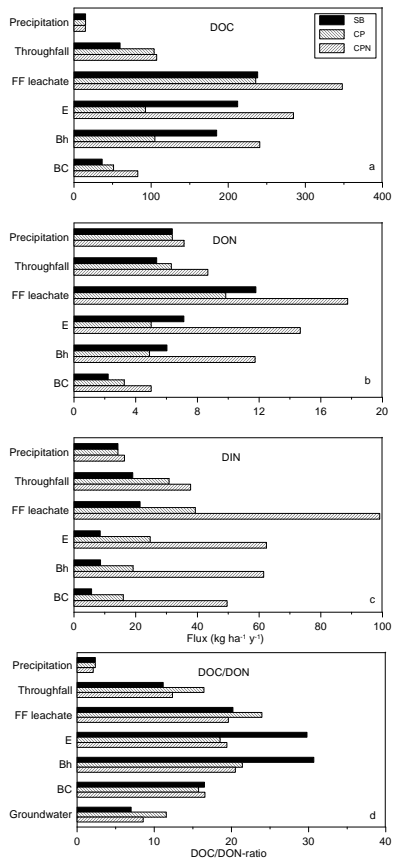 DOC
SB
CP
CPN
Precipitation
Throughfall
FF leachate
E
Bh
BC
a
0 100 200 300 400
DON
Precipitation
Throughfall
FF leachate
E
Bh
BC
b
0 4 8 12 16 20
DIN
Precipitation
Throughfall
FF leachate
E
Bh
BC
c
0 20 40 60 80 100
Flux (kg ha⁻¹ y⁻¹)
DOC/DON
Precipitation
Throughfall
FF leachate
E
Bh
BC
Groundwater
d
0 10 20 30 40
DOC/DON-ratio